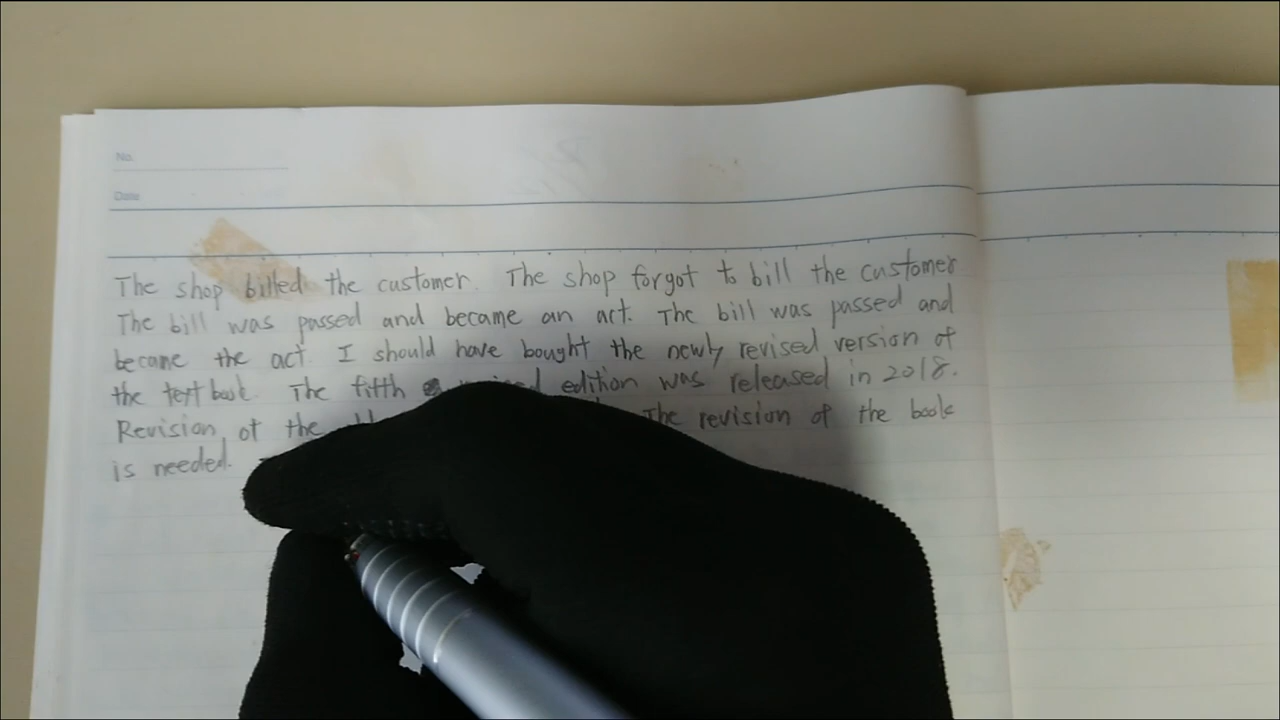 No.
Date
The shop billed the customer. The shop forgot to bill the customer
The bill was passed and became an act. The bill was passed and
became the act. I should have bought the newly revised version of
the textbook. The fifth edition was released in 2018.
Revision of the The revision of the book
is needed.